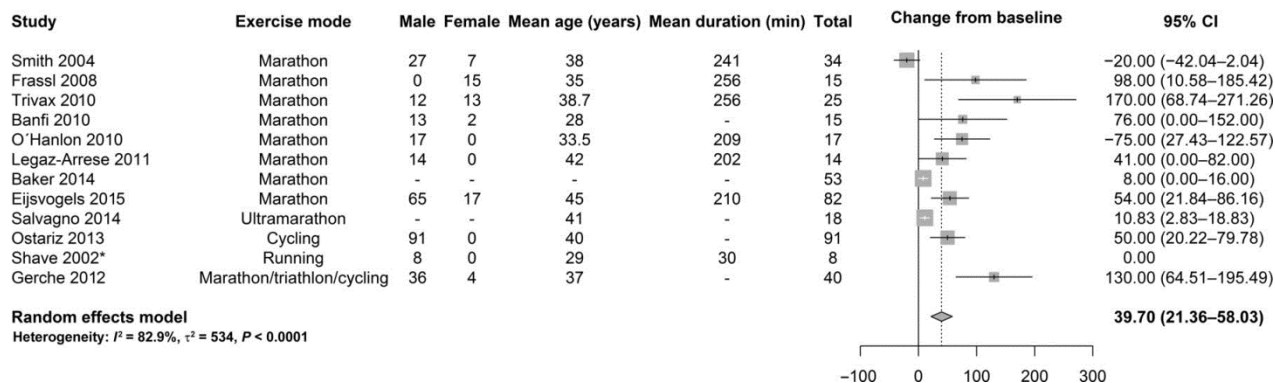 Study Exercise mode Male Female Mean age (years) Mean duration (min) Total Change from baseline 95% CI
Smith 2004 Marathon 27 7 38 241 34 −20.00 (−42.04–2.04)
Frassl 2008 Marathon 0 15 35 256 15 98.00 (10.58–185.42)
Trivax 2010 Marathon 12 13 38.7 256 25 170.00 (68.74–271.26)
Banfi 2010 Marathon 13 2 28 - 15 76.00 (0.00–152.00)
O´Hanlon 2010 Marathon 17 0 33.5 209 17 −75.00 (27.43–122.57)
Legaz-Arrese 2011 Marathon 14 0 42 202 14 41.00 (0.00–82.00)
Baker 2014 Marathon - - - - 53 8.00 (0.00–16.00)
Eijsvogels 2015 Marathon 65 17 45 210 82 54.00 (21.84–86.16)
Salvagno 2014 Ultramarathon - - 41 - 18 10.83 (2.83–18.83)
Ostariz 2013 Cycling 91 0 40 - 91 50.00 (20.22–79.78)
Shave 2002* Running 8 0 29 30 8 0.00
Gerche 2012 Marathon/triathlon/cycling 36 4 37 - 40 130.00 (64.51–195.49)
Random effects model 39.70 (21.36–58.03)
Heterogeneity: I² = 82.9%, τ² = 534, P < 0.0001
−100 0 100 200 300